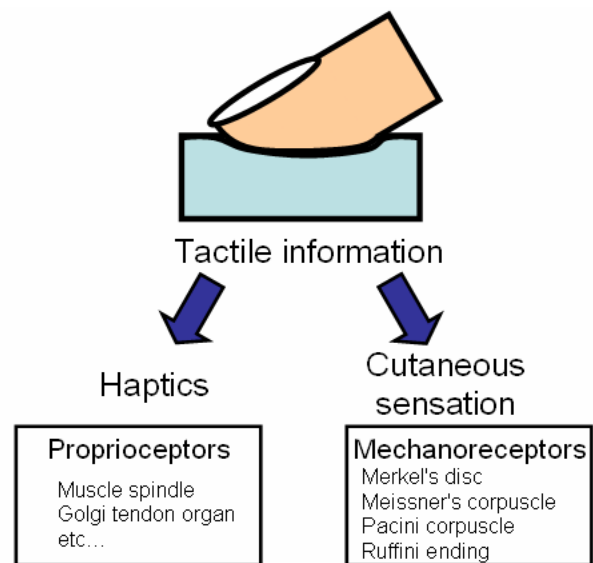 Tactile information
Haptics
Cutaneous
sensation
Proprioceptors
Muscle spindle
Golgi tendon organ
etc...
Mechanoreceptors
Merkel's disc
Meissner's corpuscle
Pacini corpuscle
Ruffini ending